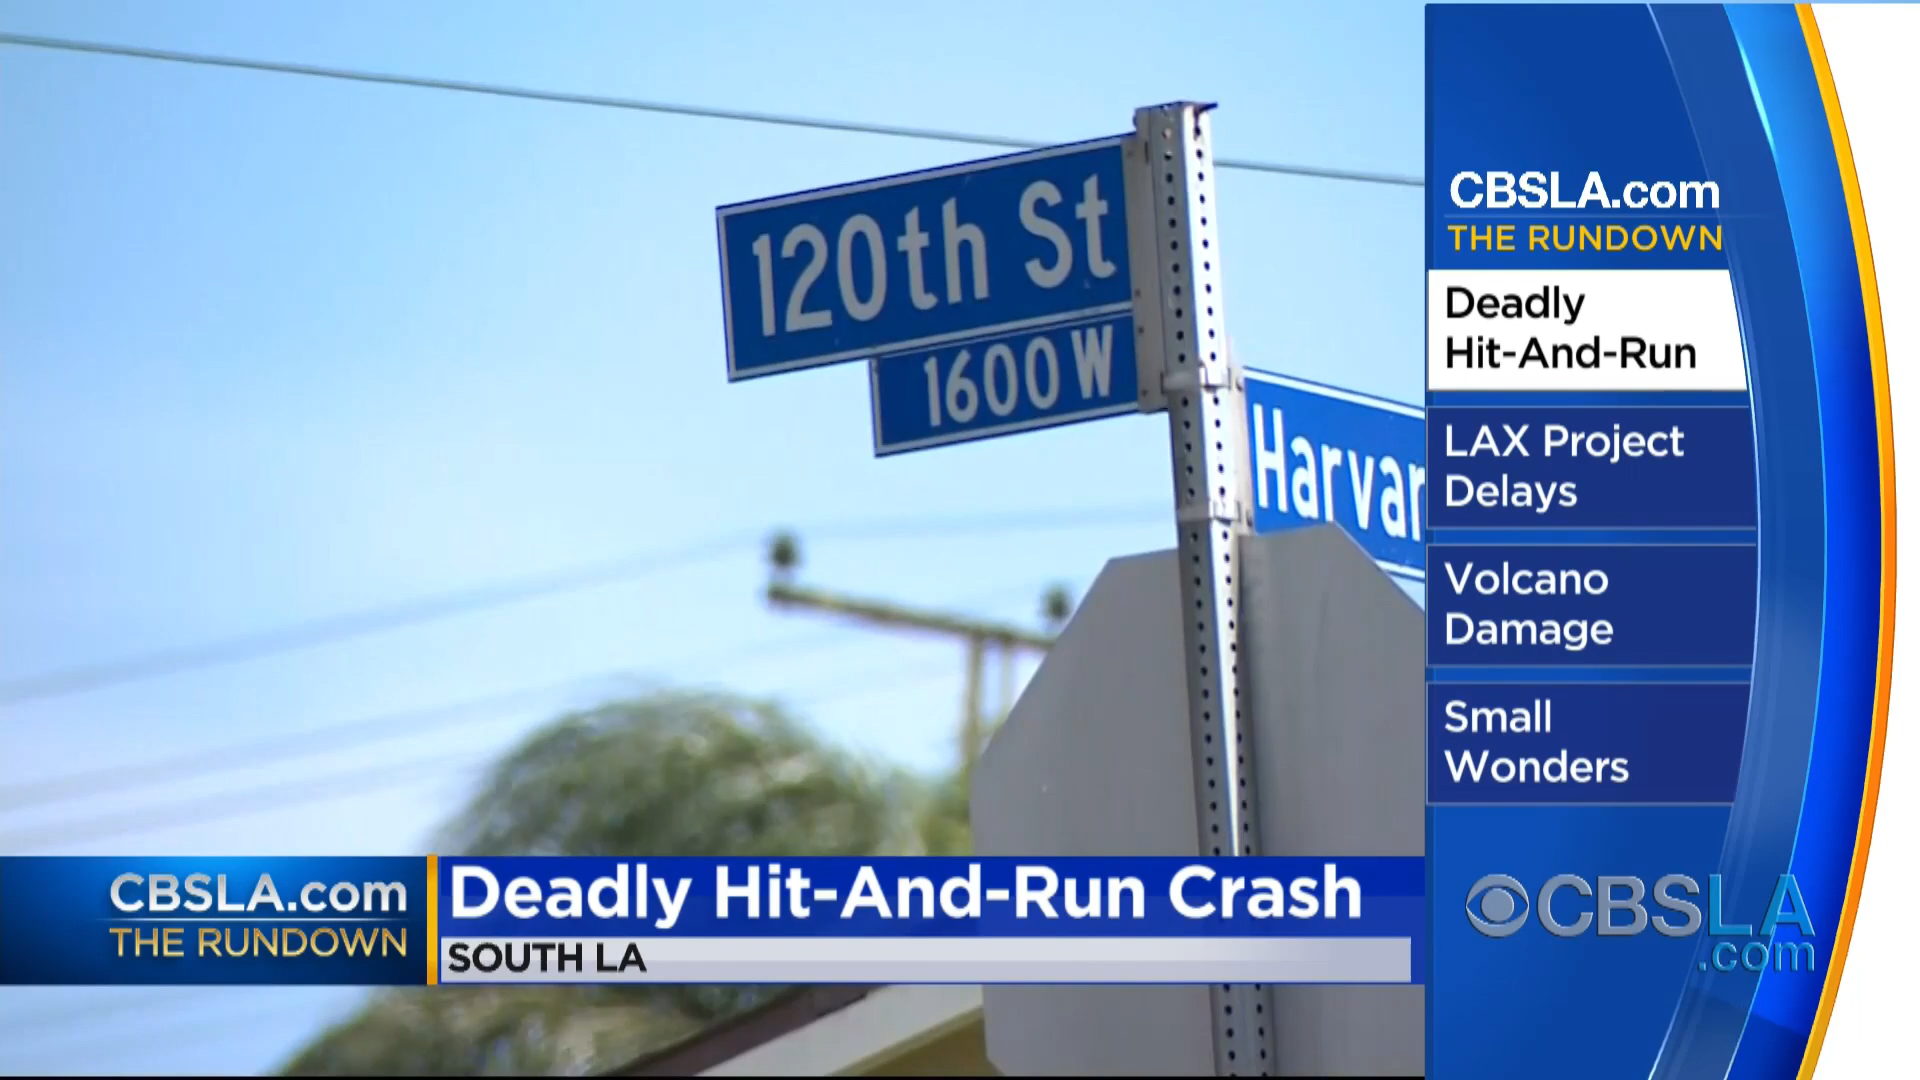 120th St
1600 W
Harvar
CBSLA.com
THE RUNDOWN
Deadly
Hit-And-Run
LAX Project
Delays
Volcano
Damage
Small
Wonders
CBSLA
.com
CBSLA.com
THE RUNDOWN
Deadly Hit-And-Run Crash
SOUTH LA